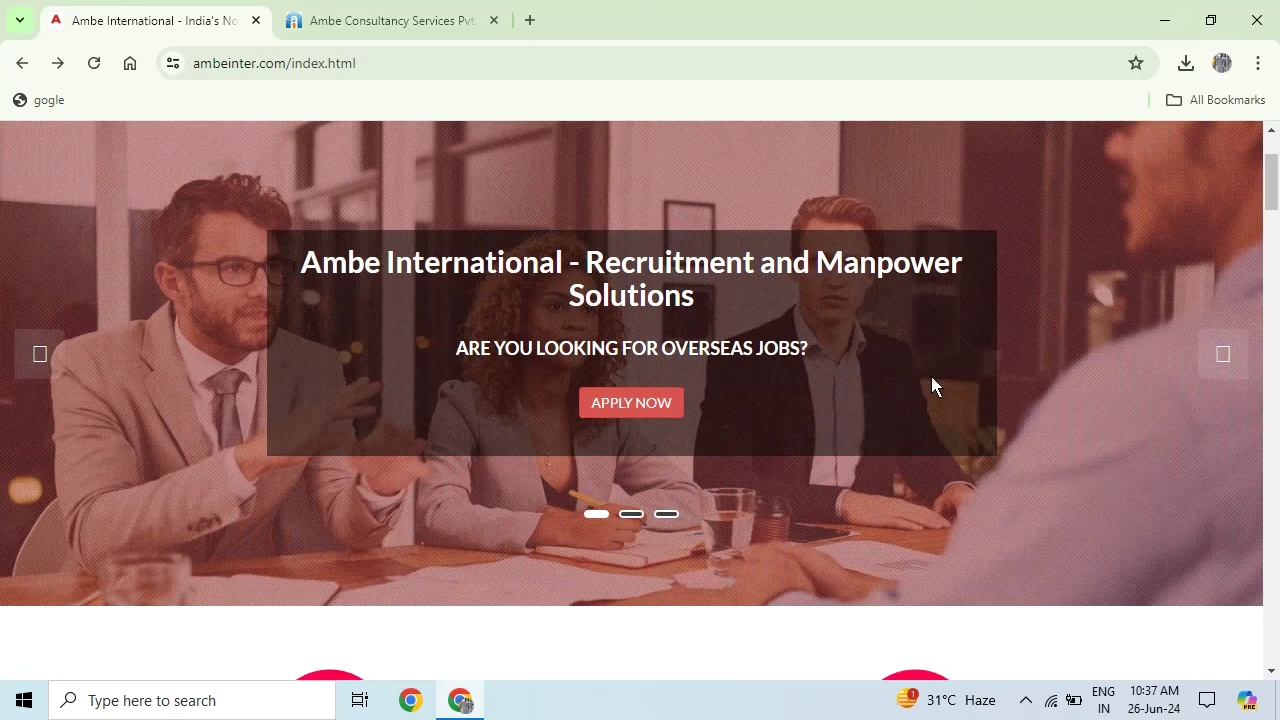 Ambe International - India's No
Ambe Consultancy Services Pvt
ambeinter.com/index.html
gogle
All Bookmarks
Ambe International - Recruitment and Manpower
Solutions
ARE YOU LOOKING FOR OVERSEAS JOBS?
APPLY NOW
Type here to search
1
31°C Haze
ENG
IN
10:37 AM
26-Jun-24
PRE